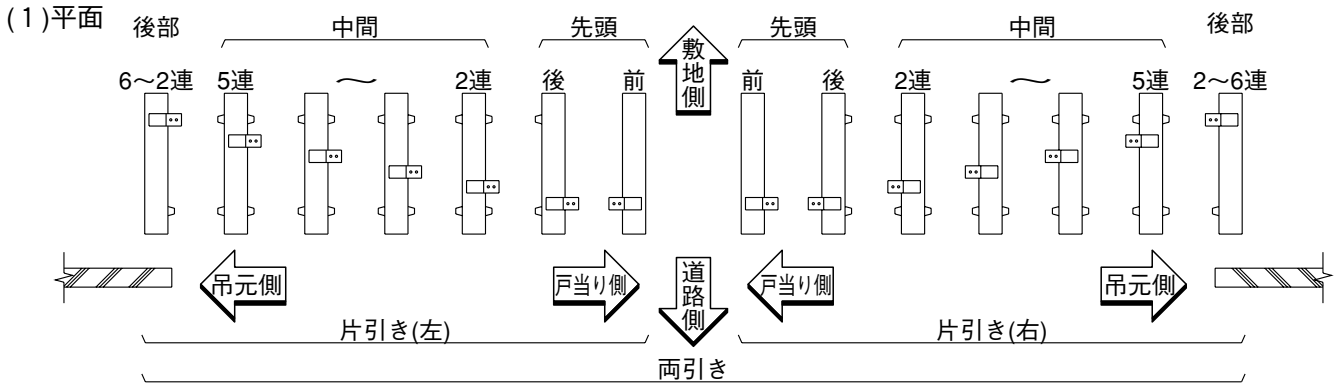 (1)平面
後部 中間 先頭 先頭 中間 後部
6〜2連 5連 〜 2連 後 前 前 後 2連 〜 5連 2〜6連
敷地側
吊元側 戸当り側 道路側 戸当り側 吊元側
片引き(左) 片引き(右)
両引き